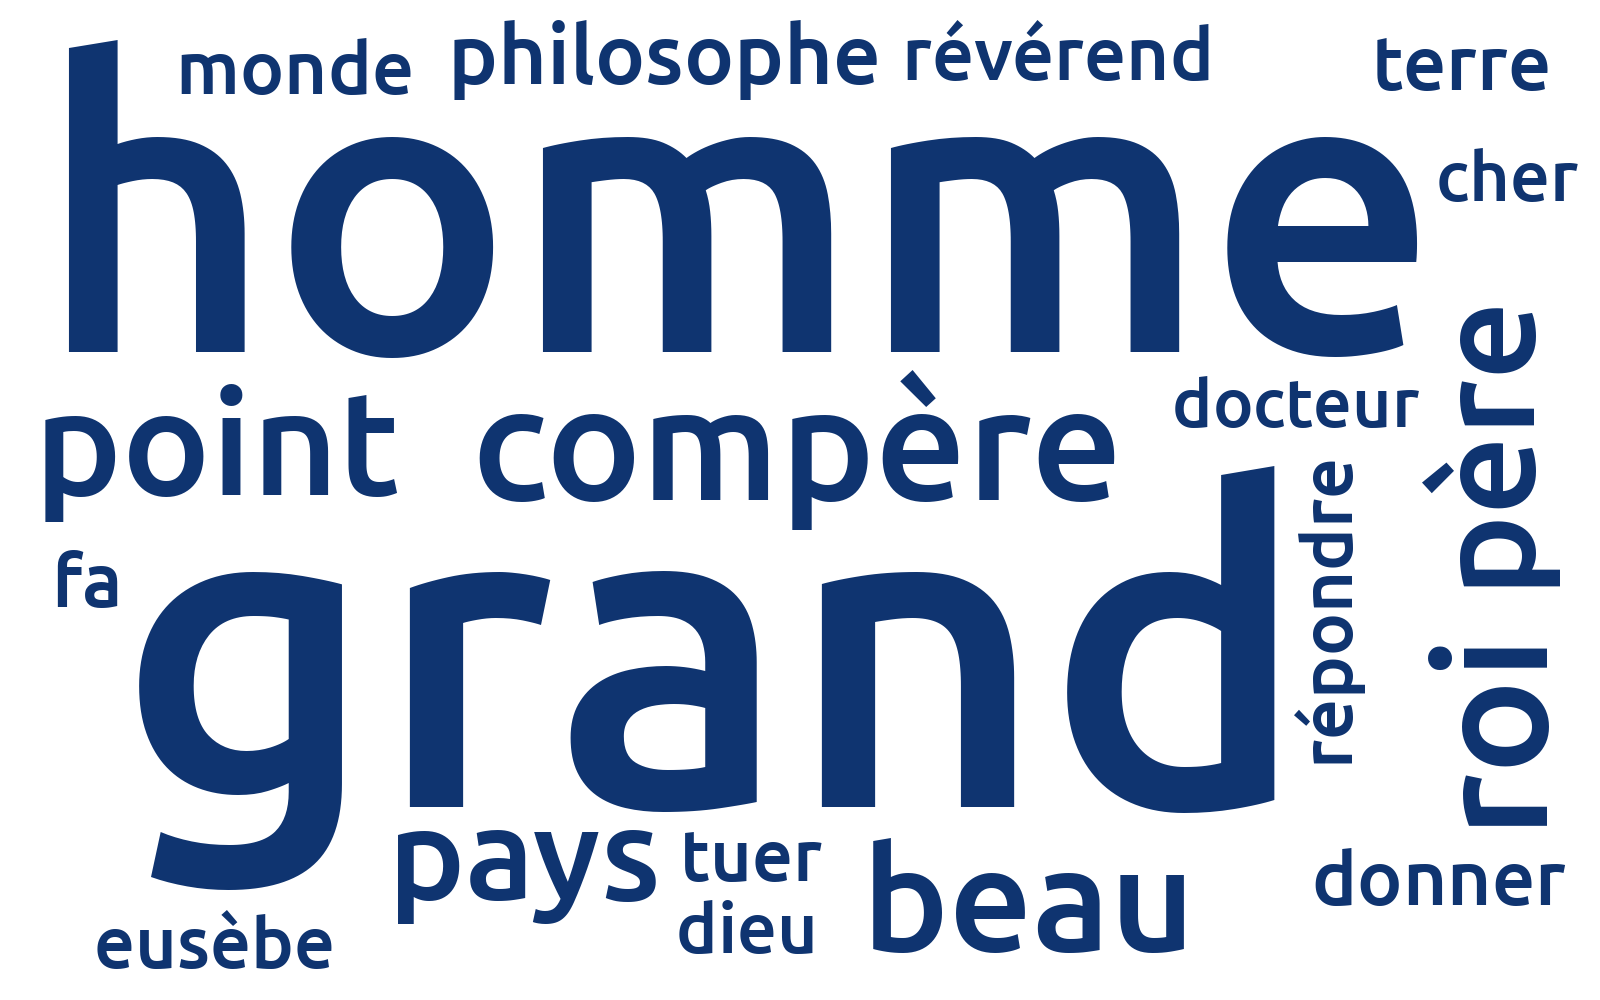 monde philosophe révérend terre
homme
cher
point compère docteur
roi père
répondre
fa
grand
pays tuer beau donner
dieu
eusèbe